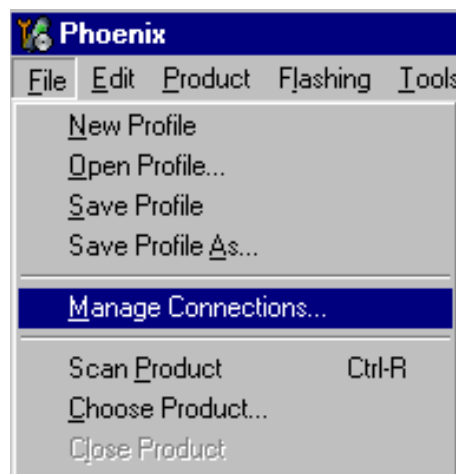 Phoenix
File Edit Product Flashing Tools
New Profile
Open Profile...
Save Profile
Save Profile As...
Manage Connections...
Scan Product Ctrl-R
Choose Product...
Close Product